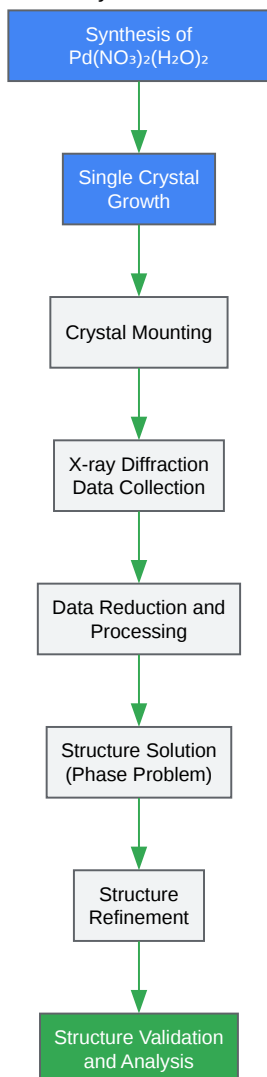 Synthesis of
Pd(NO₃)₂(H₂O)₂
Single Crystal
Growth
Crystal Mounting
X-ray Diffraction
Data Collection
Data Reduction and
Processing
Structure Solution
(Phase Problem)
Structure
Refinement
Structure Validation
and Analysis